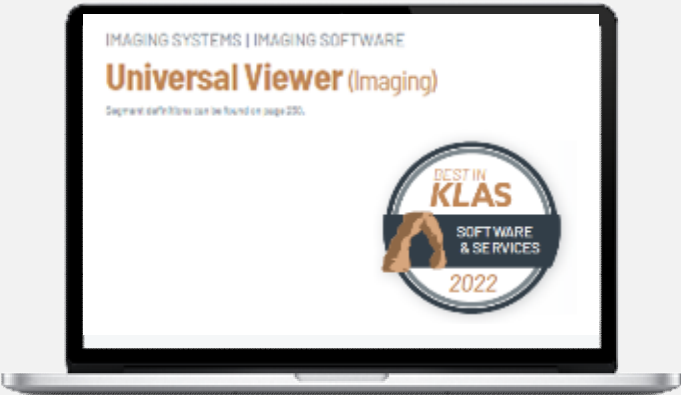 IMAGING SYSTEMS | IMAGING SOFTWARE
Universal Viewer (Imaging)
Segment definitions can be found on page
BEST IN
KLAS
SOFTWARE
& SERVICES
2022